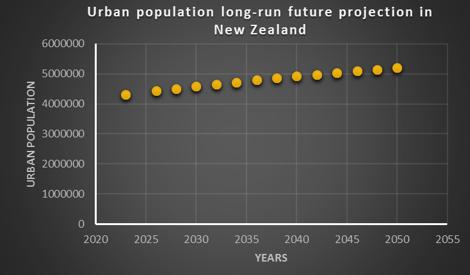 Urban population long-run future projection in
New Zealand
6000000
5000000
4000000
3000000
2000000
1000000
0
URBAN POPULATION
2020 2025 2030 2035 2040 2045 2050 2055
YEARS